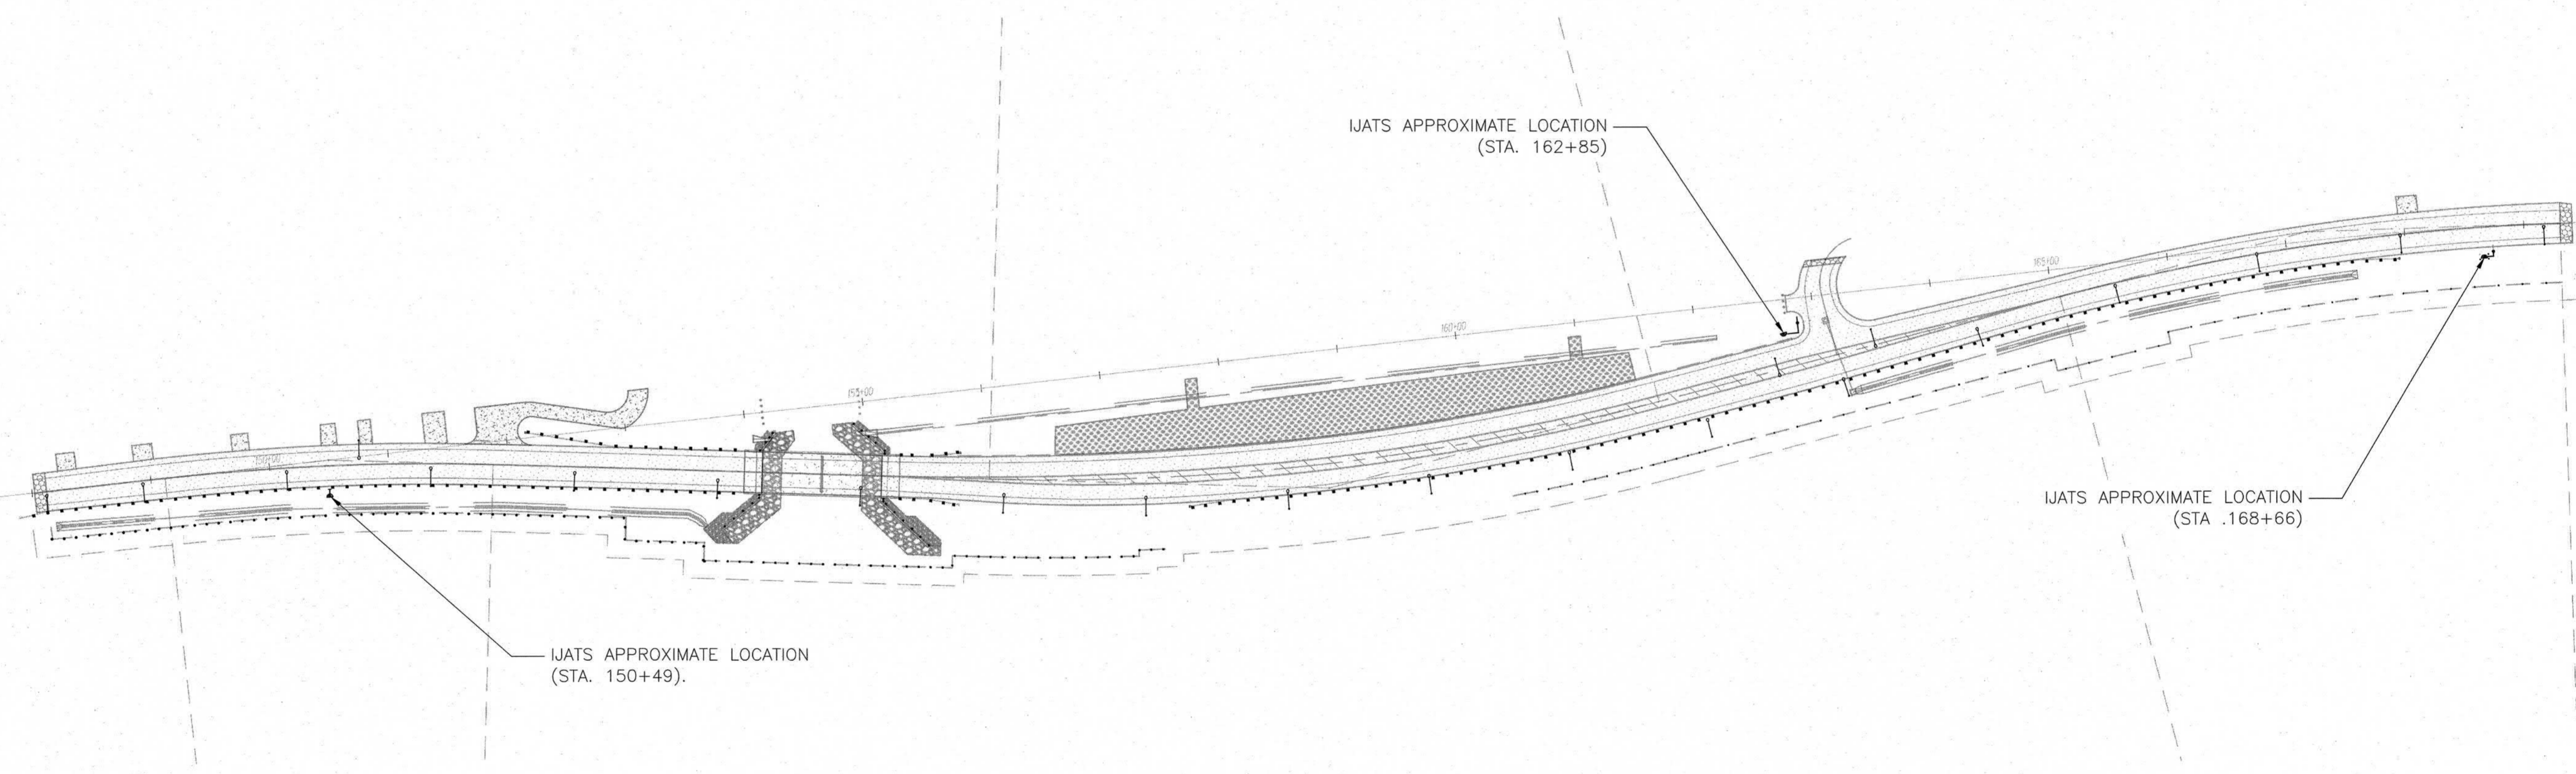 IJATS APPROXIMATE LOCATION
(STA. 162+85)
165+00
160+00
155+00
150+00
IJATS APPROXIMATE LOCATION
(STA .168+66)
IJATS APPROXIMATE LOCATION
(STA. 150+49).